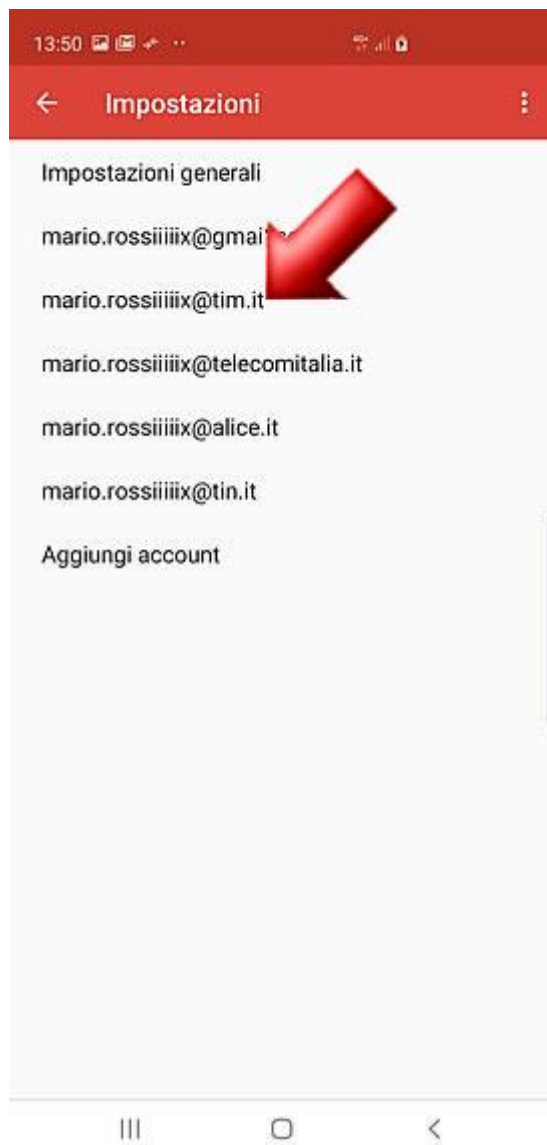 13:50
Impostazioni
Impostazioni generali
mario.rossiiiiix@gmai
mario.rossiiiiix@tim.it
mario.rossiiiiix@telecomitalia.it
mario.rossiiiiix@alice.it
mario.rossiiiiix@tin.it
Aggiungi account